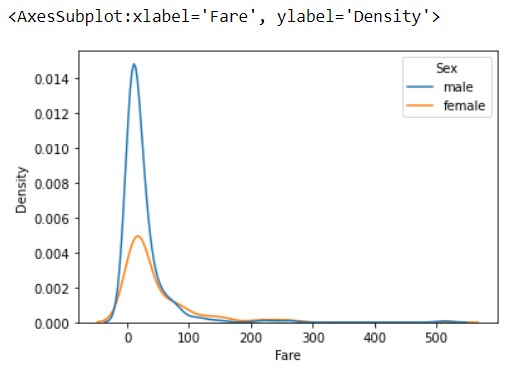 <AxesSubplot:xlabel='Fare', ylabel='Density'>
Sex
male
female
0.014
0.012
0.010
0.008
0.006
0.004
0.002
0.000
Density
0
100
200
300
400
500
Fare